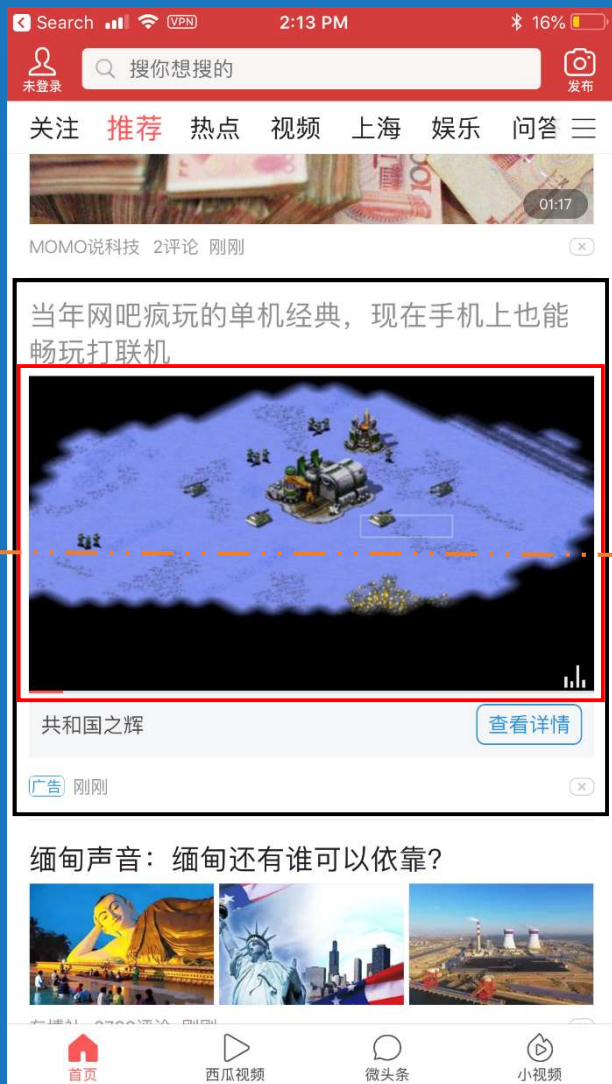 Search VPN 2:13 PM 16%
未登录
搜你想搜的
发布
关注 推荐 热点 视频 上海 娱乐 问答
01:17
MOMO说科技 2评论 刚刚
当年网吧疯玩的单机经典，现在手机上也能
畅玩打联机
共和国之辉
查看详情
广告 刚刚
缅甸声音：缅甸还有谁可以依靠?
首页 西瓜视频 微头条 小视频